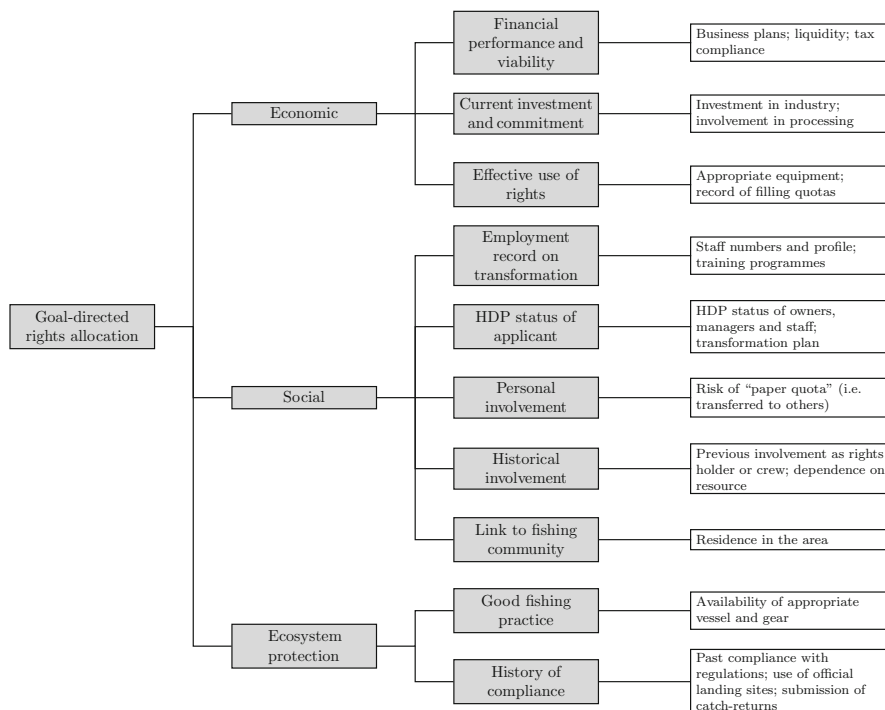 Financial
performance and
viability
Business plans; liquidity; tax
compliance
Economic
Current investment
and commitment
Investment in industry;
involvement in processing
Effective use of
rights
Appropriate equipment;
record of filling quotas
Employment
record on
transformation
Staff numbers and profile;
training programmes
Goal-directed
rights allocation
HDP status of
applicant
HDP status of owners,
managers and staff;
transformation plan
Social
Personal
involvement
Risk of “paper quota” (i.e.
transferred to others)
Historical
involvement
Previous involvement as rights
holder or crew; dependence on
resource
Link to fishing
community
Residence in the area
Good fishing
practice
Availability of appropriate
vessel and gear
Ecosystem
protection
History of
compliance
Past compliance with
regulations; use of official
landing sites; submission of
catch-returns